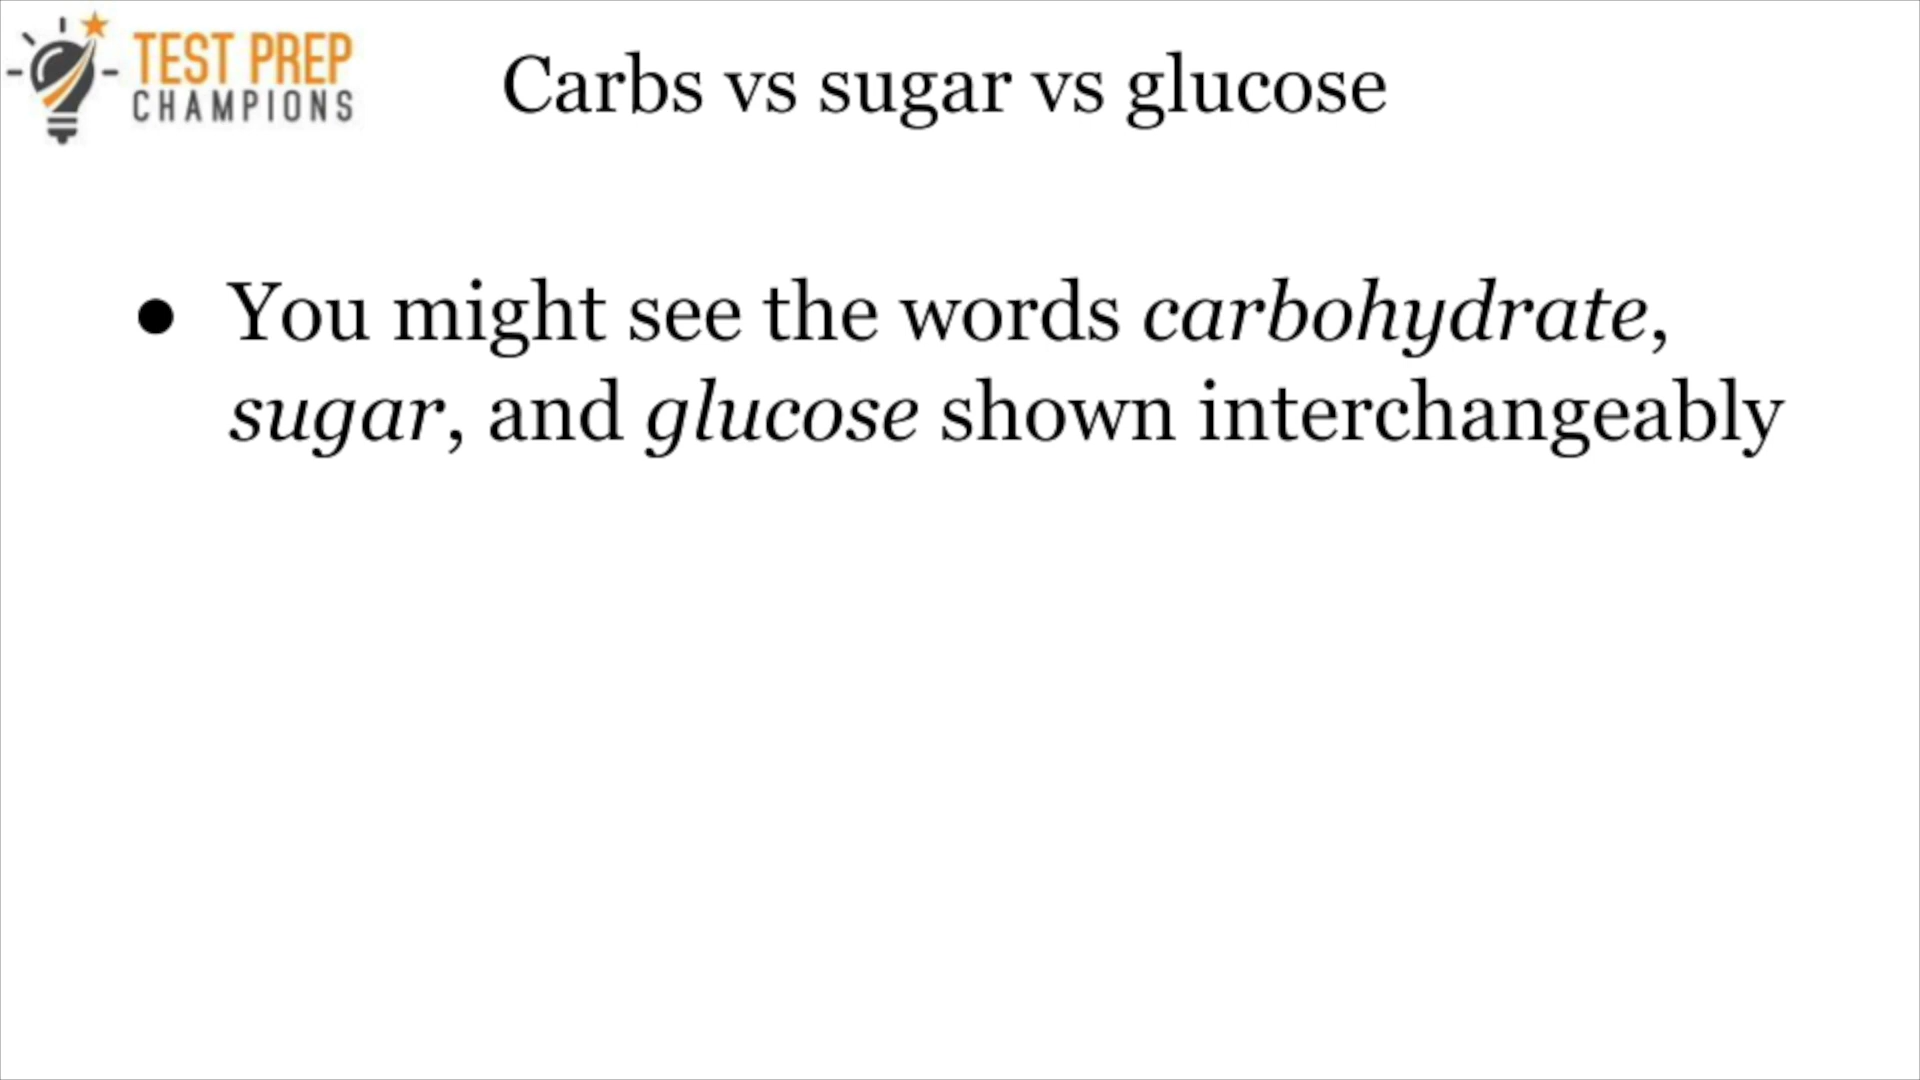 TEST PREP
CHAMPIONS
Carbs vs sugar vs glucose
● You might see the words carbohydrate,
sugar, and glucose shown interchangeably